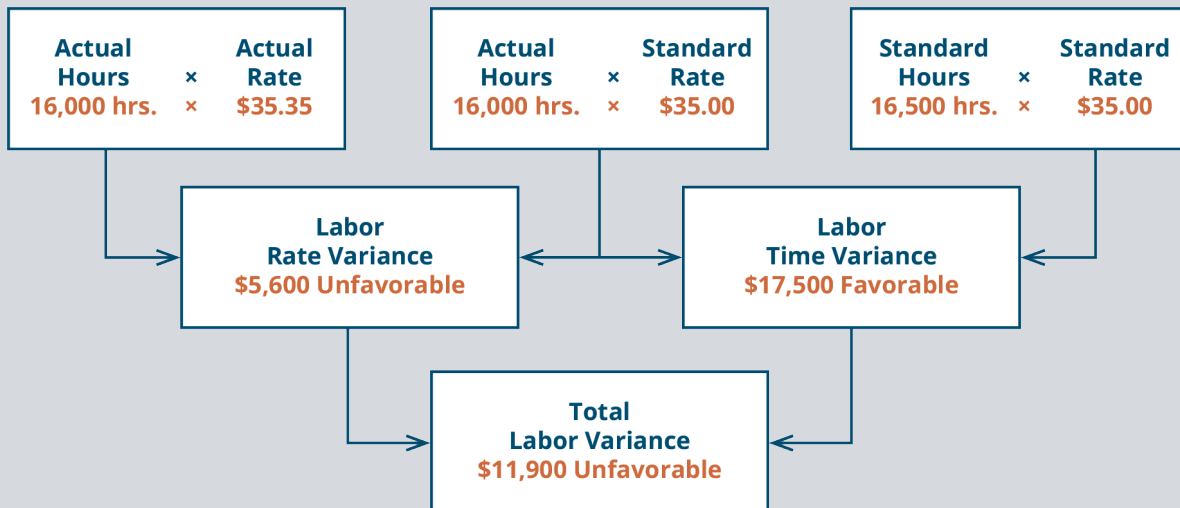 Actual Actual
Hours × Rate
16,000 hrs. × $35.35
Actual Standard
Hours × Rate
16,000 hrs. × $35.00
Standard Standard
Hours × Rate
16,500 hrs. × $35.00
Labor
Rate Variance
$5,600 Unfavorable
Labor
Time Variance
$17,500 Favorable
Total
Labor Variance
$11,900 Unfavorable